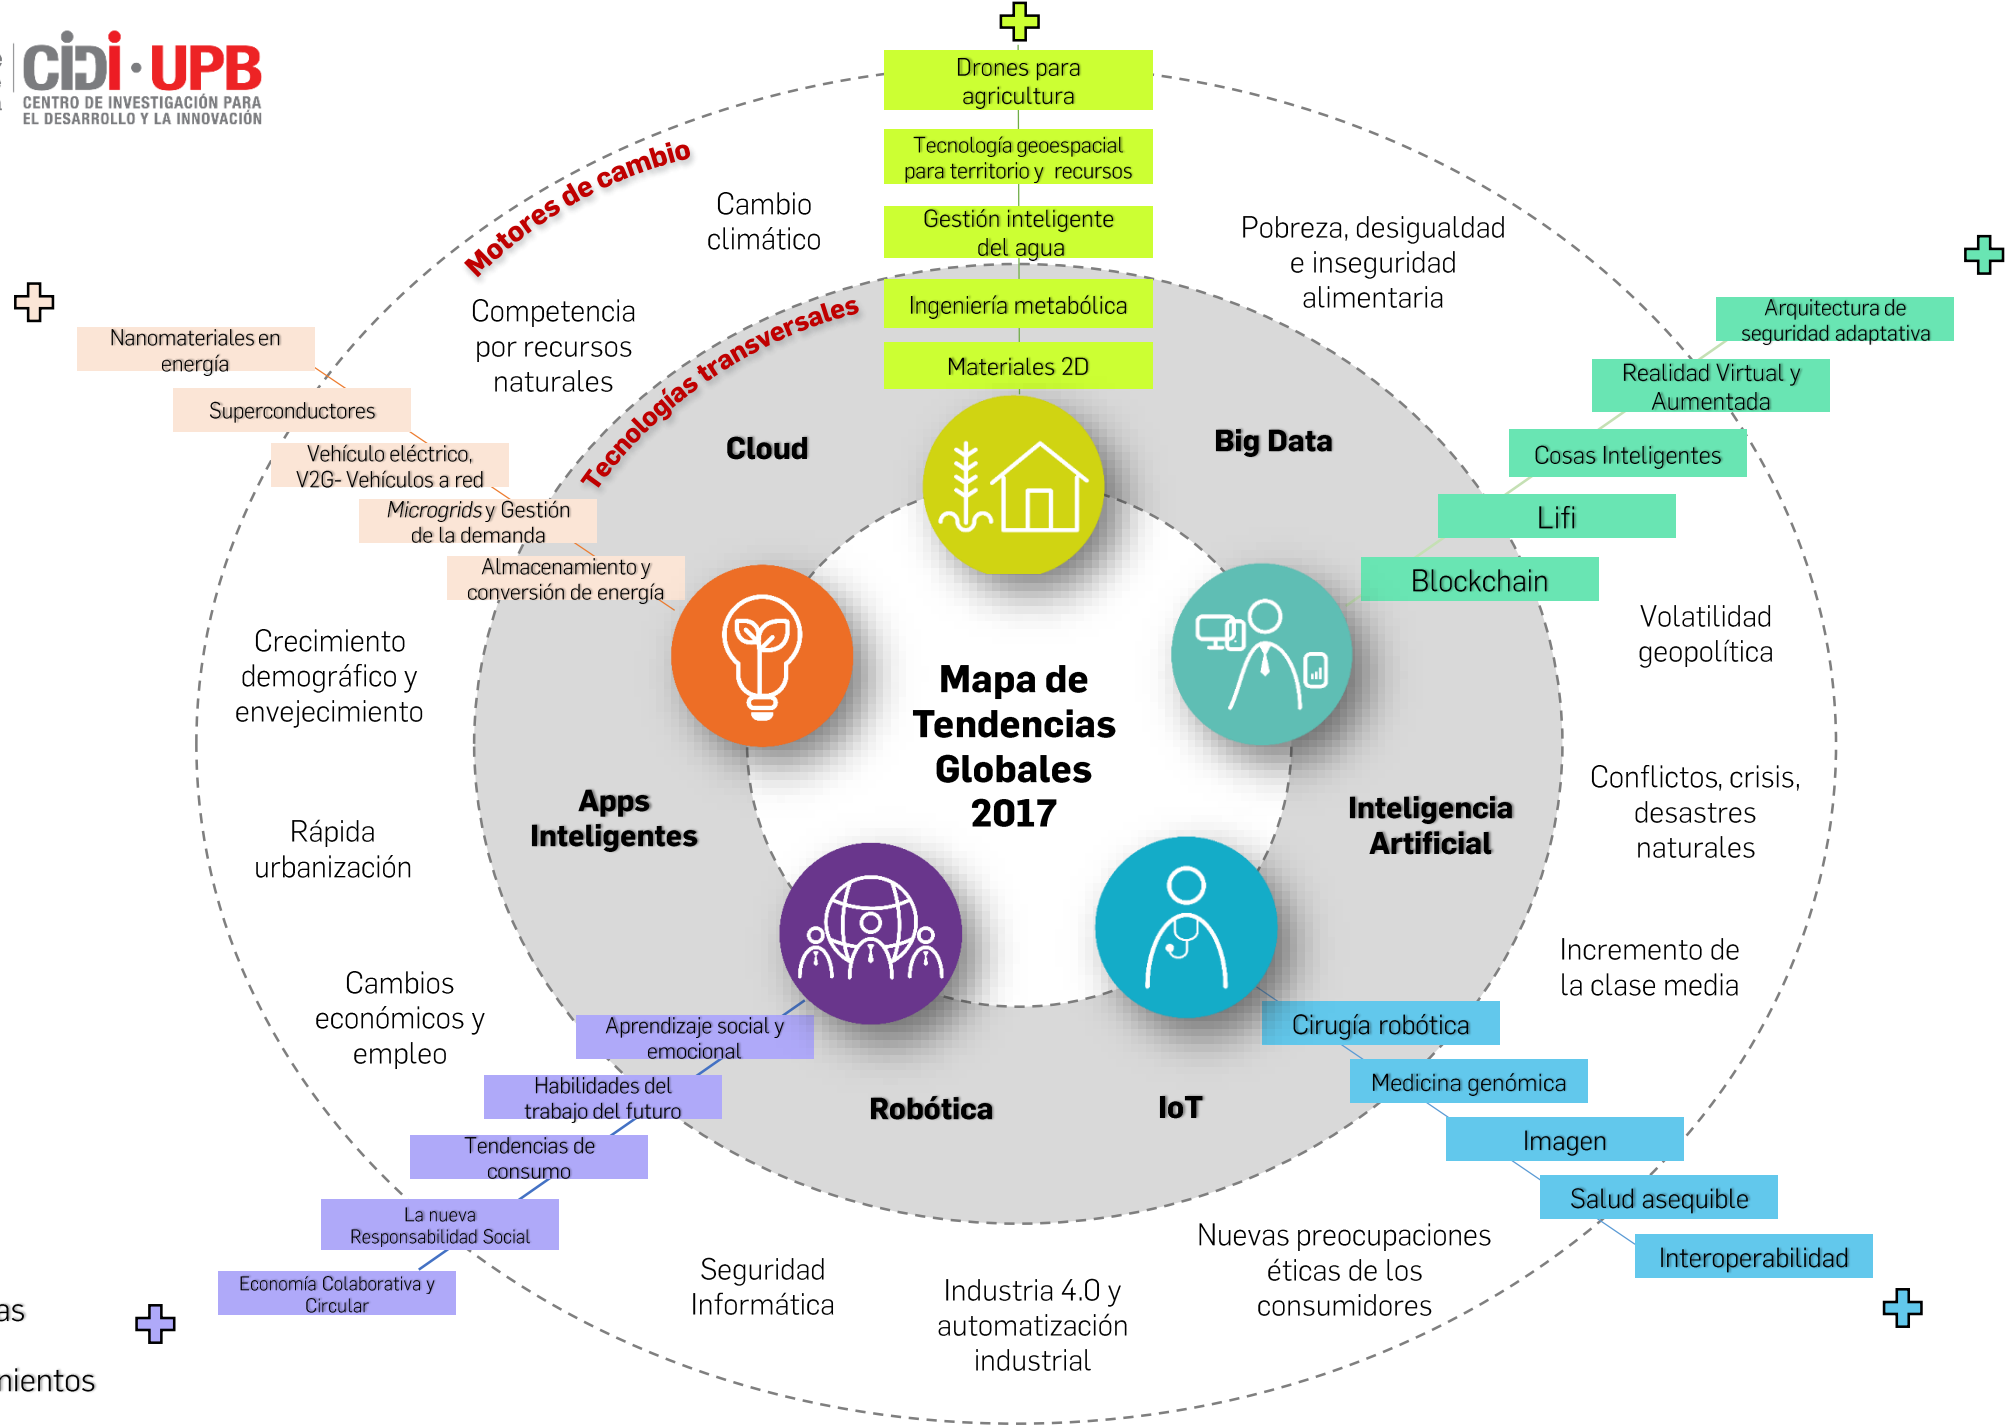 CiDi·UPB
CENTRO DE INVESTIGACIÓN PARA
EL DESARROLLO Y LA INNOVACIÓN
Motores de cambio
Tecnologías transversales
Drones para
agricultura
Tecnología geoespacial
para territorio y recursos
Gestión inteligente
del agua
Ingeniería metabólica
Materiales 2D
Cambio
climático
Competencia
por recursos
naturales
Pobreza, desigualdad
e inseguridad
alimentaria
Nanomateriales en
energía
Superconductores
Vehículo eléctrico,
V2G- Vehículos a red
Microgrids y Gestión
de la demanda
Almacenamiento y
conversión de energía
Arquitectura de
seguridad adaptativa
Realidad Virtual y
Aumentada
Cosas Inteligentes
Lifi
Blockchain
Cloud
Big Data
Mapa de
Tendencias
Globales
2017
Crecimiento
demográfico y
envejecimiento
Volatilidad
geopolítica
Apps
Inteligentes
Inteligencia
Artificial
Conflictos, crisis,
desastres
naturales
Rápida
urbanización
Incremento de
la clase media
Cambios
económicos y
empleo
Aprendizaje social y
emocional
Habilidades del
trabajo del futuro
Tendencias de
consumo
La nueva
Responsabilidad Social
Economía Colaborativa y
Circular
Robótica
IoT
Cirugía robótica
Medicina genómica
Imagen
Salud asequible
Interoperabilidad
Seguridad
Informática
Industria 4.0 y
automatización
industrial
Nuevas preocupaciones
éticas de los
consumidores